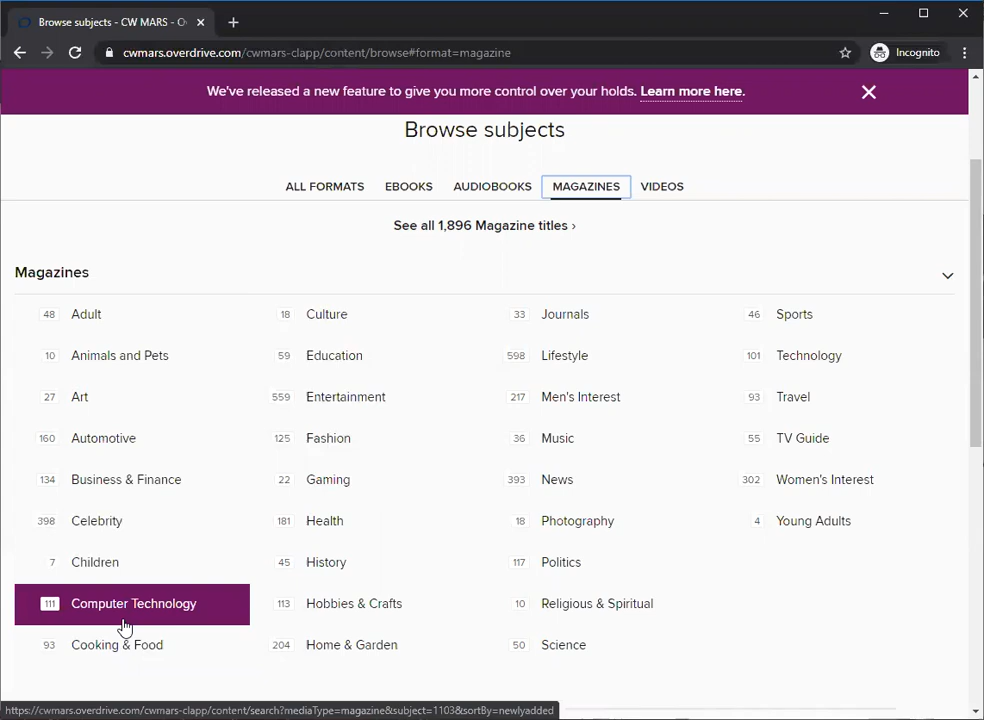 Browse subjects - CW MARS - O
cwmars.overdrive.com/cwmars-clapp/content/browse#format=magazine
Incognito
We've released a new feature to give you more control over your holds. Learn more here.
Browse subjects
ALL FORMATS EBOOKS AUDIOBOOKS MAGAZINES VIDEOS
See all 1,896 Magazine titles ›
Magazines
48 Adult
10 Animals and Pets
27 Art
160 Automotive
134 Business & Finance
398 Celebrity
7 Children
111 Computer Technology
93 Cooking & Food
18 Culture
59 Education
559 Entertainment
125 Fashion
22 Gaming
181 Health
45 History
113 Hobbies & Crafts
204 Home & Garden
33 Journals
598 Lifestyle
217 Men's Interest
36 Music
393 News
18 Photography
117 Politics
10 Religious & Spiritual
50 Science
46 Sports
101 Technology
93 Travel
55 TV Guide
302 Women's Interest
4 Young Adults
https://cwmars.overdrive.com/cwmars-clapp/content/search?mediaType=magazine&subject=1103&sortBy=newlyadded